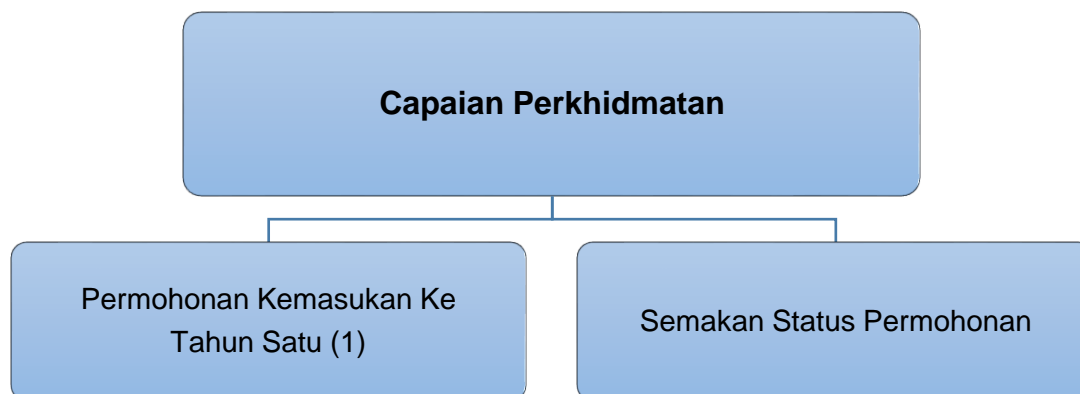 Capaian Perkhidmatan
Permohonan Kemasukan Ke
Tahun Satu (1)
Semakan Status Permohonan